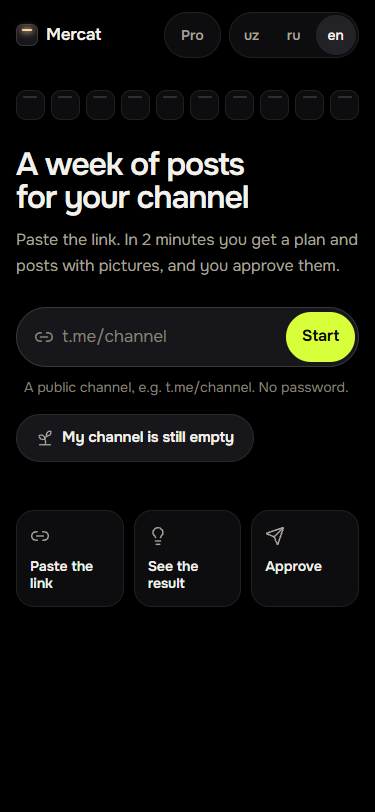 Mercat
Pro
uz
ru
en
A week of posts
for your channel
Paste the link. In 2 minutes you get a plan and
posts with pictures, and you approve them.
t.me/channel
Start
A public channel, e.g. t.me/channel. No password.
My channel is still empty
Paste the
link
See the
result
Approve